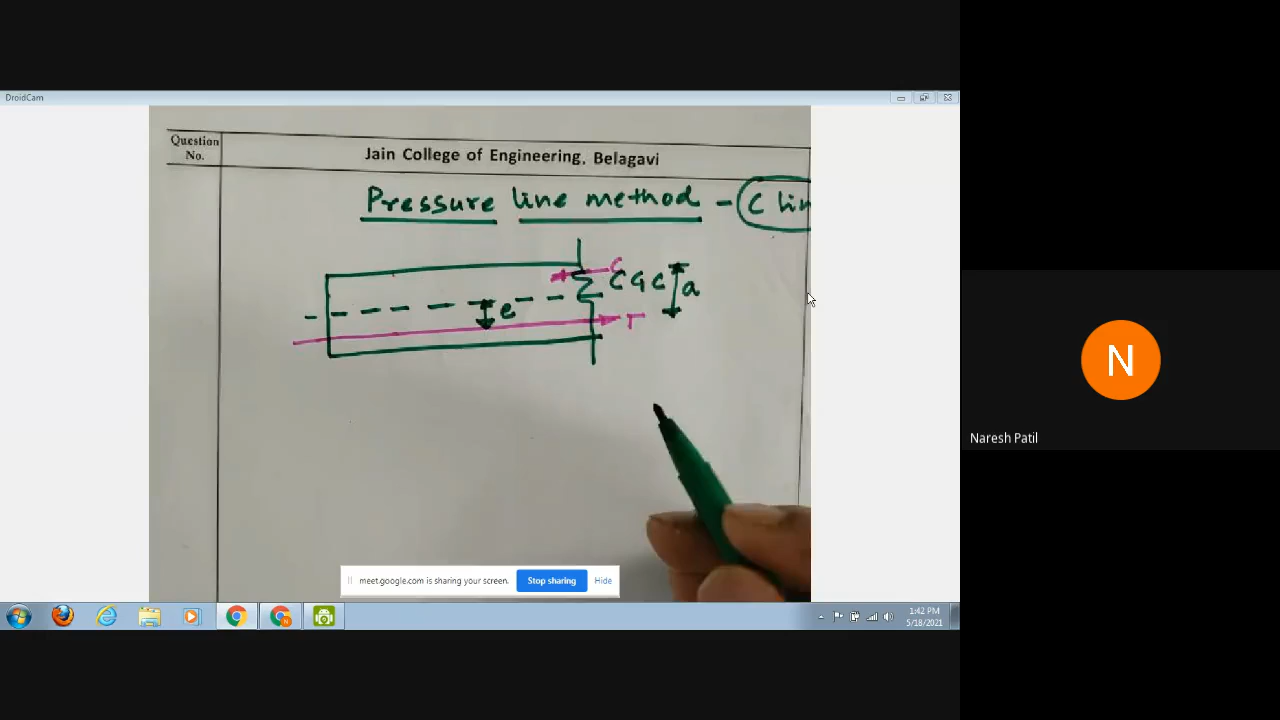 DroidCam
Question
No.
Jain College of Engineering, Belagavi
Pressure line method - C lin
C
CGC
a
e
T
N
Naresh Patil
meet.google.com is sharing your screen.
Stop sharing
Hide
1:42 PM
5/18/2021